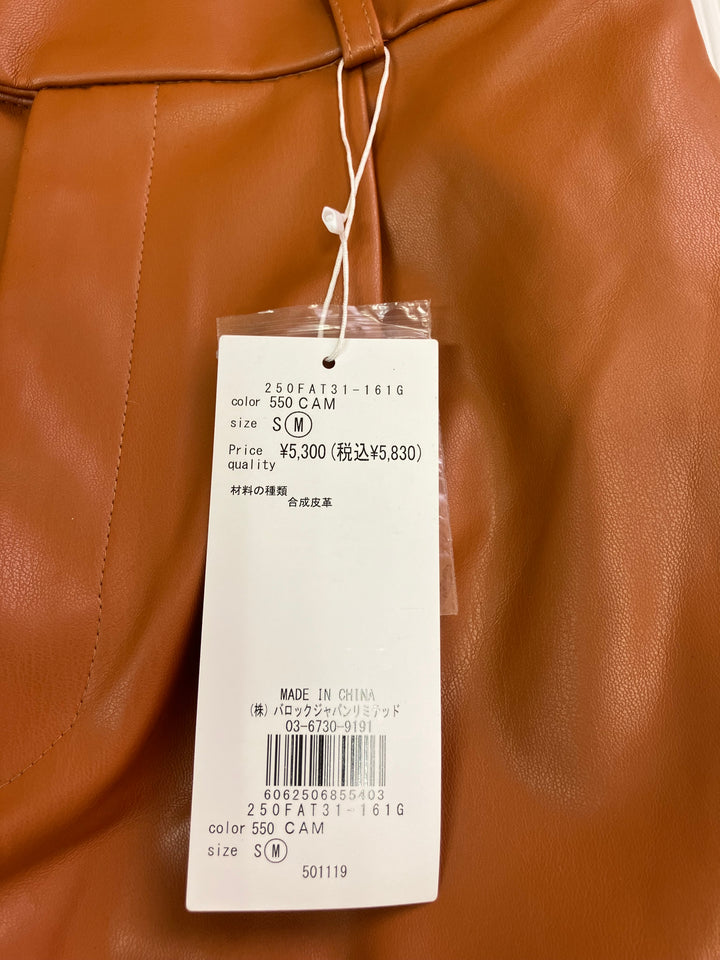 250FAT31-161G
color 550 CAM
size S M
Price ¥5,300(税込¥5,830)
quality
材料の種類
合成皮革
MADE IN CHINA
(株) バロックジャパンリミテッド
03-6730-9191
6062506855403
250FAT31-161G
color 550 CAM
size S M
501119